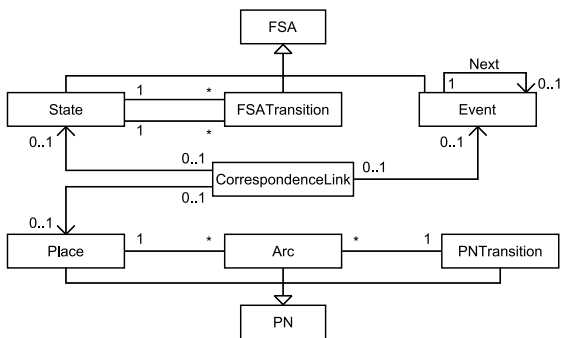 FSA
Next
1
*
1
0..1
State
FSATransition
Event
1
*
0..1
0..1
0..1
0..1
CorrespondenceLink
0..1
0..1
1
*
*
1
Place
Arc
PNTransition
PN